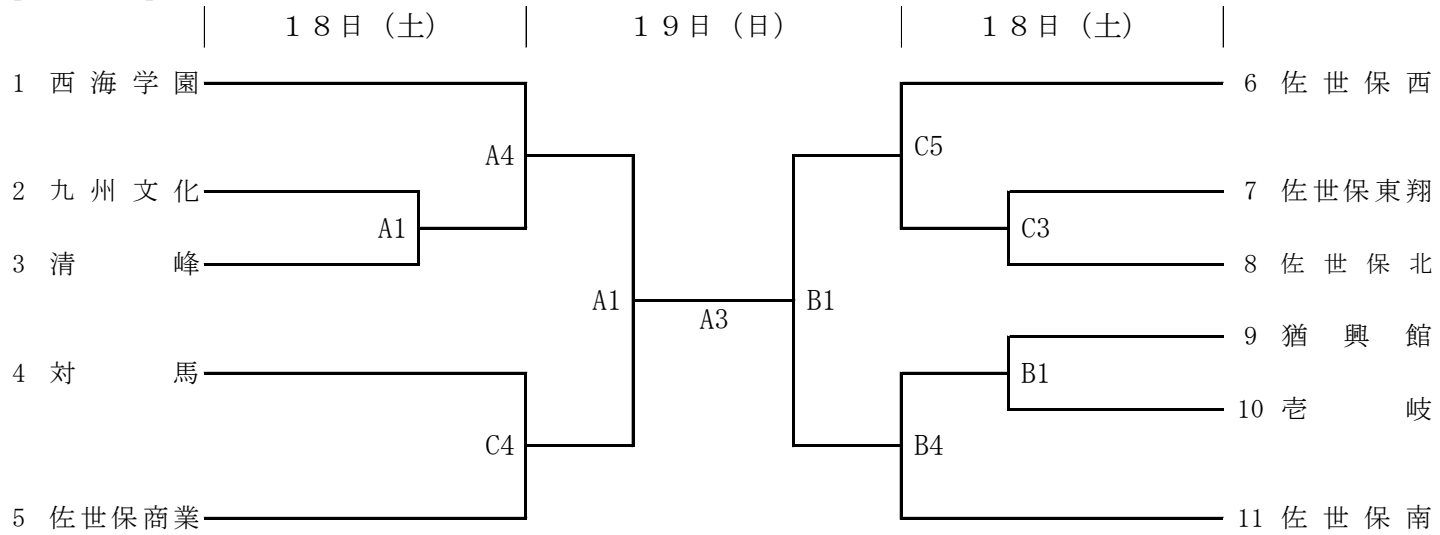 18日（土） 19日（日） 18日（土）
1 西海学園
2 九州文化
3 清峰
4 対馬
5 佐世保商業
A4
A1
C4
A1
A3
B1
C5
C3
B1
B4
6 佐世保西
7 佐世保東翔
8 佐世保北
9 猶興館
10 壱岐
11 佐世保南